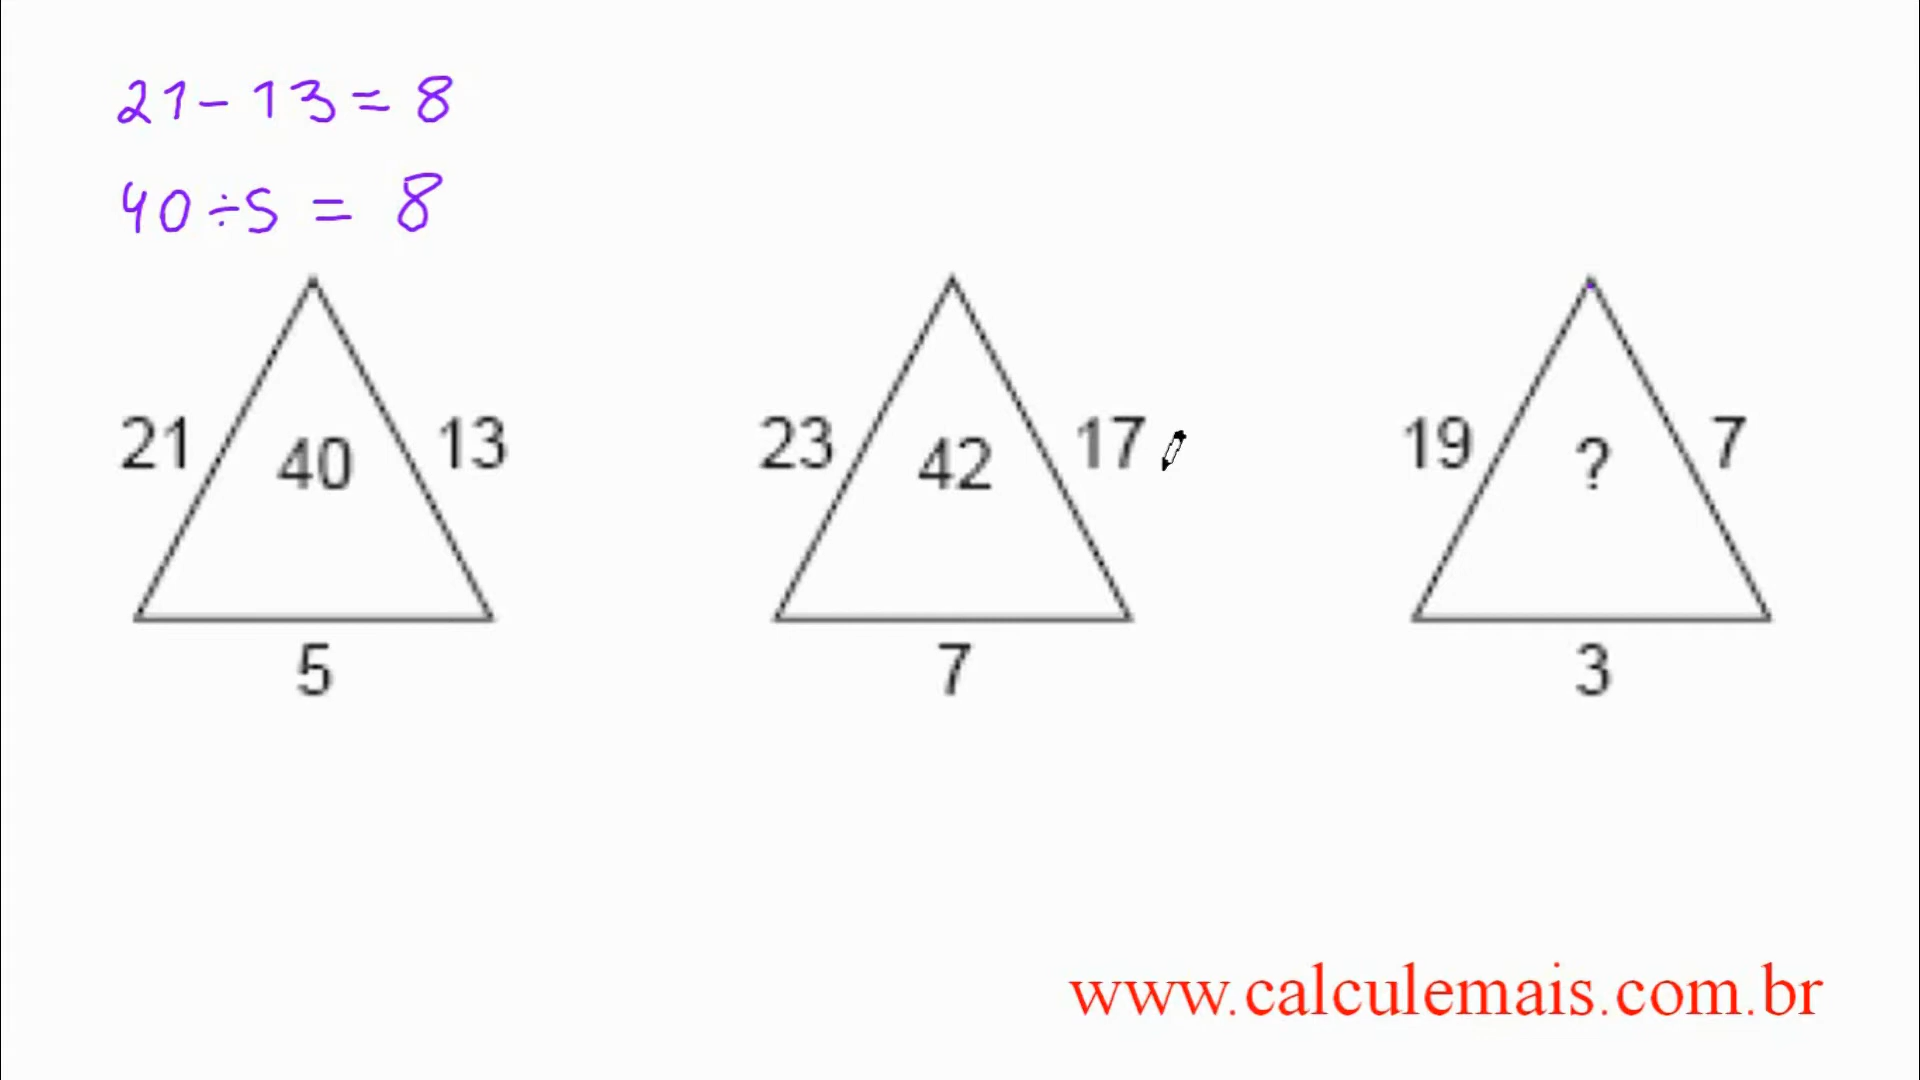 21 - 13 = 8
40 ÷ 5 = 8
21 40 13
5
23 42 17
7
19 ? 7
3
www.calculemais.com.br